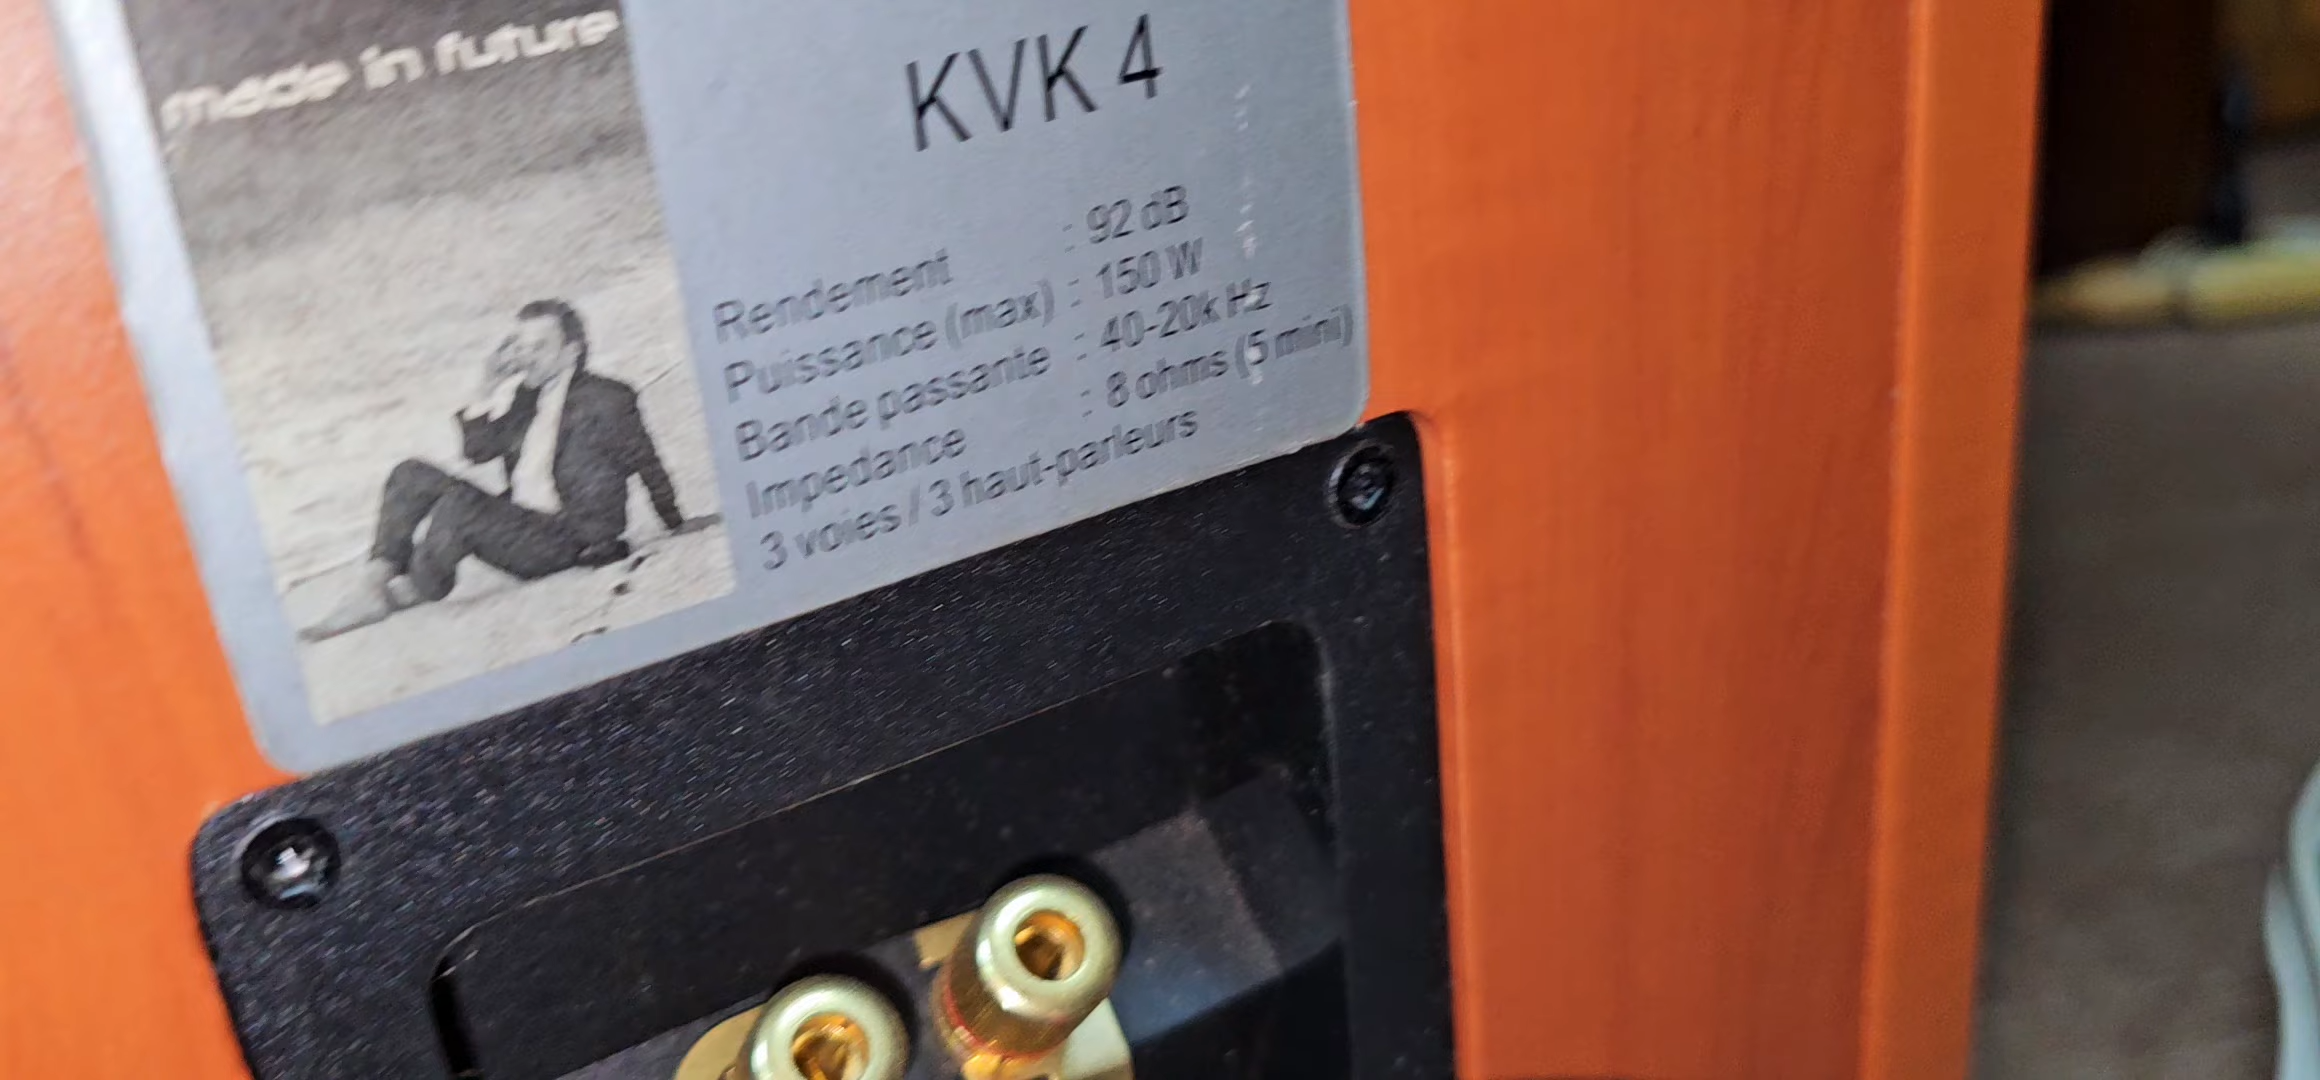 made in future
KVK 4
Rendement : 92 dB
Puissance (max) : 150 W
Bande passante : 40-20k Hz
Impedance : 8 ohms (5 mini)
3 voies / 3 haut-parleurs